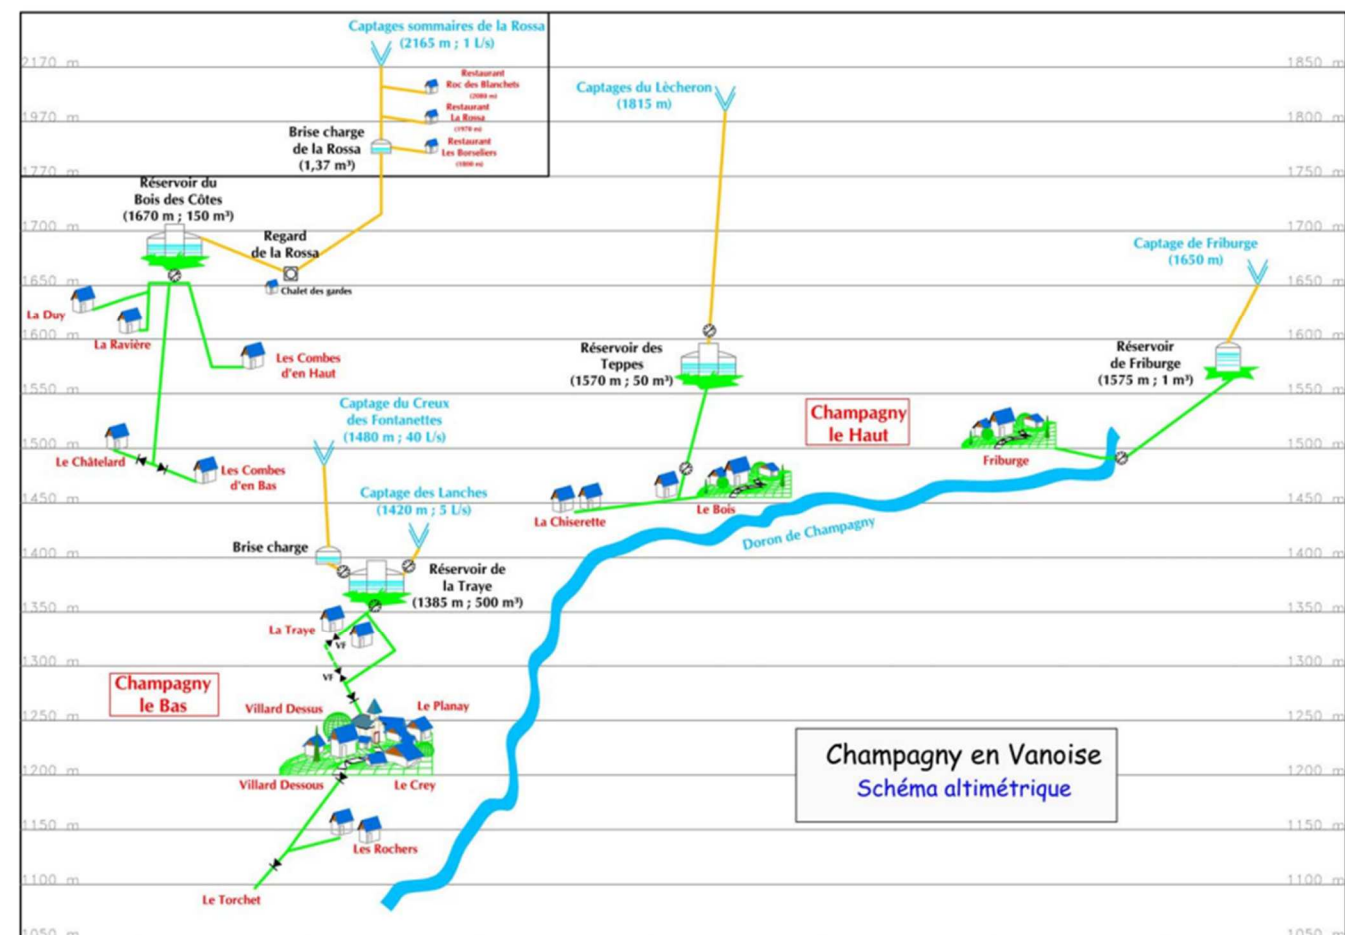 Captages sommaires de la Rossa
(2165 m ; 1 L/s)
2170 m
1850 m
Restaurant
Roc des Blanchets
(2080 m)
Captages du Lècheron
(1815 m)
Restaurant
La Rossa
(1970 m)
1970 m
1800 m
Brise charge
de la Rossa
(1,37 m³)
Restaurant
Les Borseliers
(1800 m)
1770 m
1750 m
Réservoir du
Bois des Côtes
(1670 m ; 150 m³)
1700 m
1700 m
Regard
de la Rossa
Captage de Friburge
(1650 m)
1650 m
1650 m
Chalet des gardes
La Duy
La Ravière
1600 m
1600 m
Les Combes
d'en Haut
Réservoir des
Teppes
(1570 m ; 50 m³)
Réservoir
de Friburge
(1575 m ; 1 m³)
1550 m
1550 m
Captage du Creux
des Fontanettes
(1480 m ; 40 L/s)
Champagny
le Haut
1500 m
1500 m
Le Châtelard
Les Combes
d'en Bas
Friburge
Captage des Lanches
(1420 m ; 5 L/s)
1450 m
1450 m
La Chiserette
Le Bois
Doron de Champagny
Brise charge
1400 m
1400 m
Réservoir de
la Traye
(1385 m ; 500 m³)
1350 m
1350 m
La Traye
VF
1300 m
1300 m
VF
Champagny
le Bas
Villard Dessus
Le Planay
1250 m
1250 m
Champagny en Vanoise
Schéma altimétrique
1200 m
1200 m
Villard Dessous
Le Crey
1150 m
1150 m
Les Rochers
1100 m
1100 m
Le Torchet
1050 m
1050 m